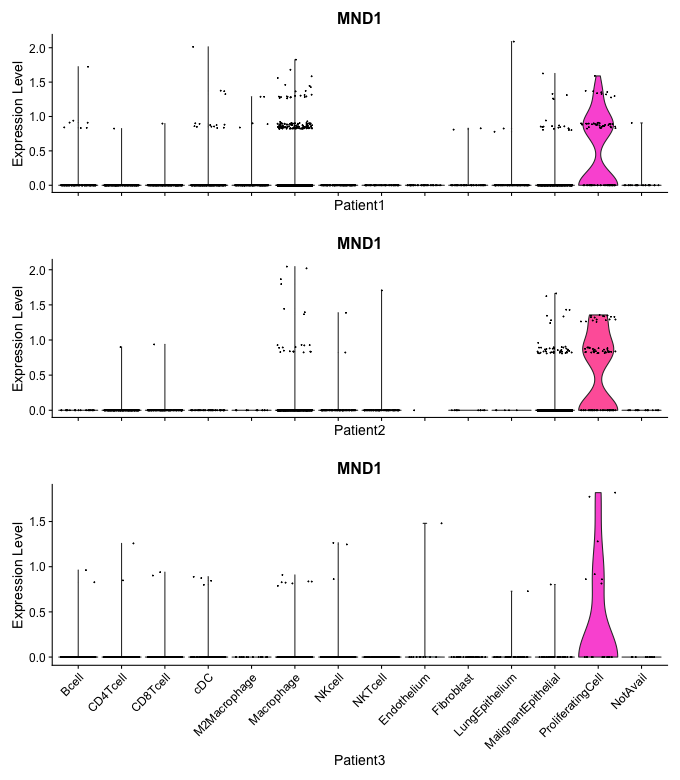 MND1
Expression Level
2.0
1.5
1.0
0.5
0.0
Patient1
MND1
Expression Level
2.0
1.5
1.0
0.5
0.0
Patient2
MND1
Expression Level
1.5
1.0
0.5
0.0
Bcell
CD4Tcell
CD8Tcell
cDC
M2Macrophage
Macrophage
NKcell
NKTcell
Endothelium
Fibroblast
LungEpithelium
MalignantEpithelial
ProliferatingCell
NotAvail
Patient3